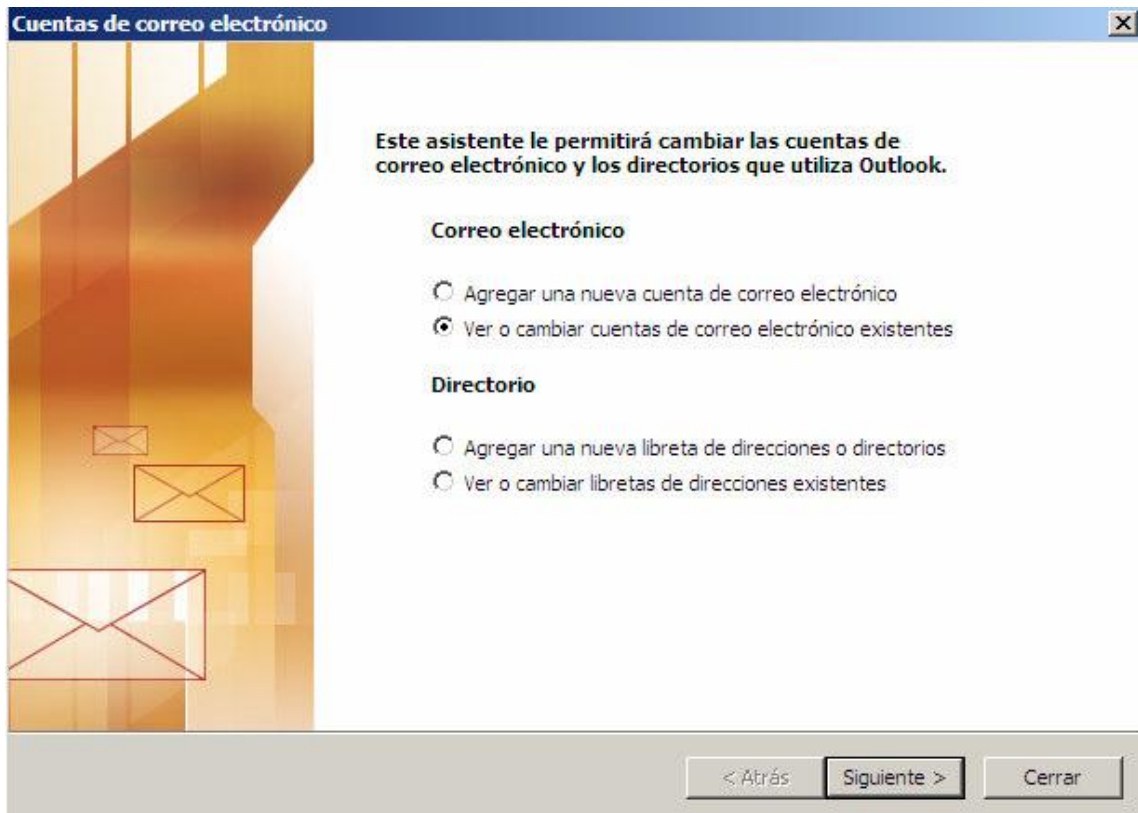 Cuentas de correo electrónico
Este asistente le permitirá cambiar las cuentas de
correo electrónico y los directorios que utiliza Outlook.
Correo electrónico
Agregar una nueva cuenta de correo electrónico
Ver o cambiar cuentas de correo electrónico existentes
Directorio
Agregar una nueva libreta de direcciones o directorios
Ver o cambiar libretas de direcciones existentes
< Atrás Siguiente > Cerrar